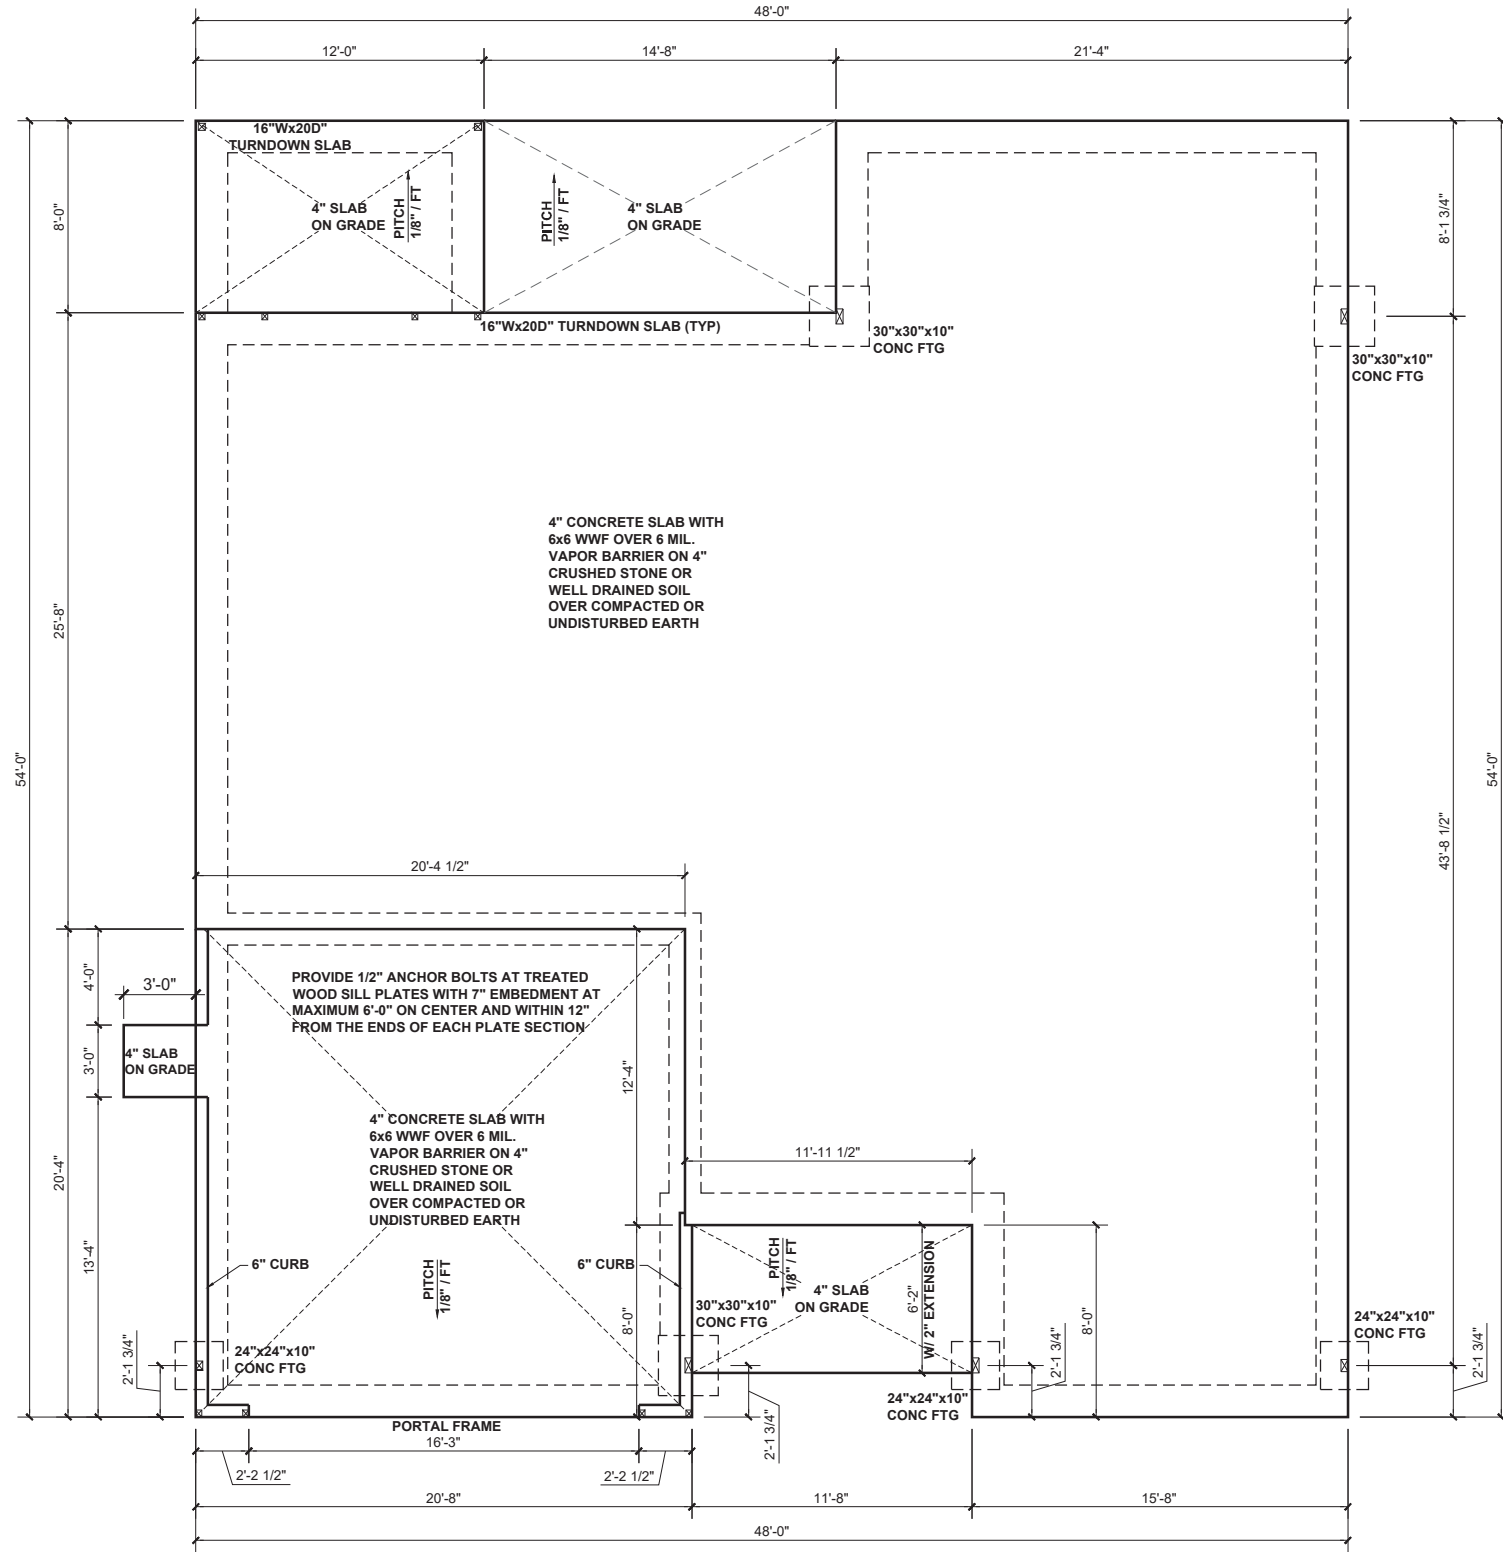 48'-0"
12'-0"
14'-8"
21'-4"
16"Wx20D"
TURNDOWN SLAB
4" SLAB
ON GRADE
PITCH
1/8" / FT
PITCH
1/8" / FT
4" SLAB
ON GRADE
8'-0"
8'-1 3/4"
16"Wx20D" TURNDOWN SLAB (TYP)
30"x30"x10"
CONC FTG
30"x30"x10"
CONC FTG
4" CONCRETE SLAB WITH
6x6 WWF OVER 6 MIL.
VAPOR BARRIER ON 4"
CRUSHED STONE OR
WELL DRAINED SOIL
OVER COMPACTED OR
UNDISTURBED EARTH
25'-8"
54'-0"
54'-0"
43'-8 1/2"
20'-4 1/2"
4'-0"
3'-0"
PROVIDE 1/2" ANCHOR BOLTS AT TREATED
WOOD SILL PLATES WITH 7" EMBEDMENT AT
MAXIMUM 6'-0" ON CENTER AND WITHIN 12"
FROM THE ENDS OF EACH PLATE SECTION
4" SLAB
ON GRADE
3'-0"
12'-4"
4" CONCRETE SLAB WITH
6x6 WWF OVER 6 MIL.
VAPOR BARRIER ON 4"
CRUSHED STONE OR
WELL DRAINED SOIL
OVER COMPACTED OR
UNDISTURBED EARTH
20'-4"
13'-4"
11'-11 1/2"
6" CURB
PITCH
1/8" / FT
6" CURB
PITCH
1/8" / FT
4" SLAB
ON GRADE
6'-2"
W/ 2" EXTENSION
8'-0"
8'-0"
30"x30"x10"
CONC FTG
24"x24"x10"
CONC FTG
24"x24"x10"
CONC FTG
2'-1 3/4"
2'-1 3/4"
2'-1 3/4"
2'-1 3/4"
24"x24"x10"
CONC FTG
PORTAL FRAME
16'-3"
2'-2 1/2"
2'-2 1/2"
20'-8"
11'-8"
15'-8"
48'-0"